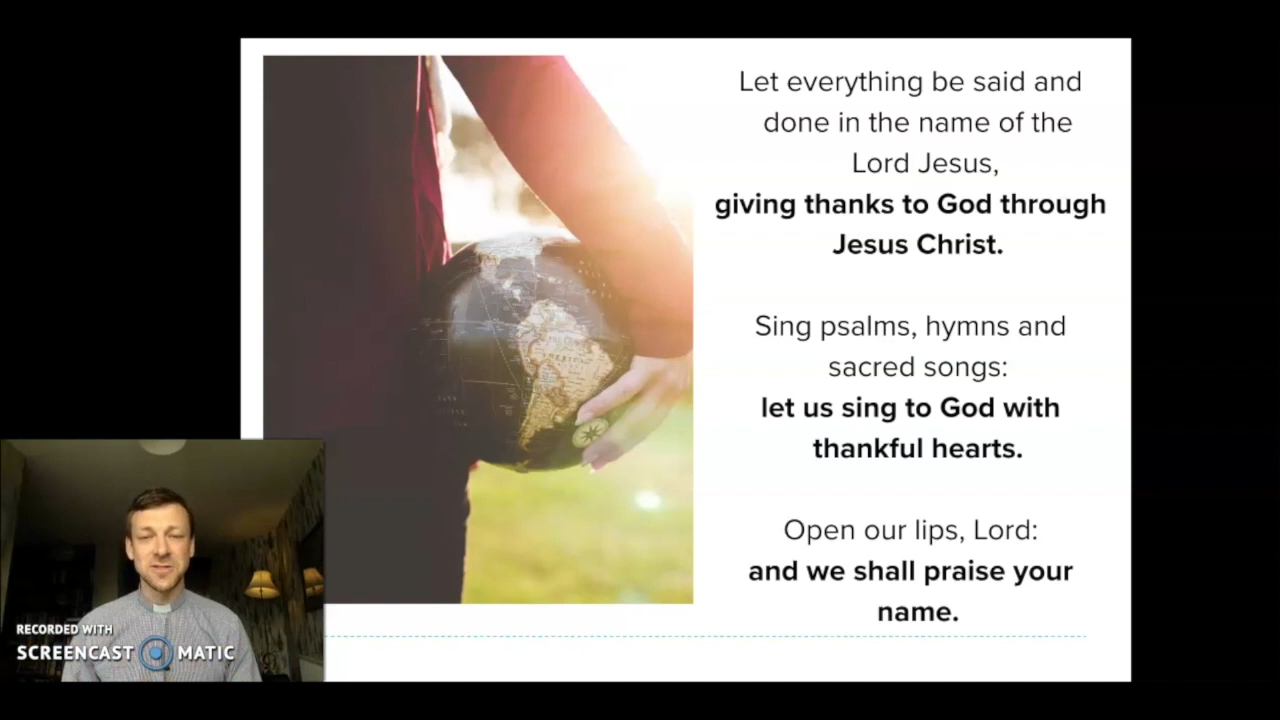 Let everything be said and
done in the name of the
Lord Jesus,
giving thanks to God through
Jesus Christ.
Sing psalms, hymns and
sacred songs:
let us sing to God with
thankful hearts.
Open our lips, Lord:
and we shall praise your
name.
RECORDED WITH
SCREENCAST MATIC